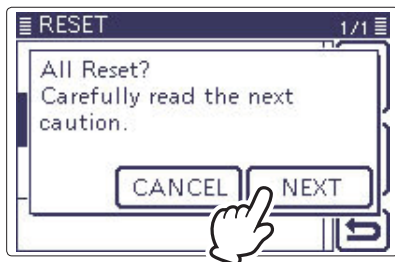 RESET 1/1
All Reset?
Carefully read the next
caution.
CANCEL NEXT